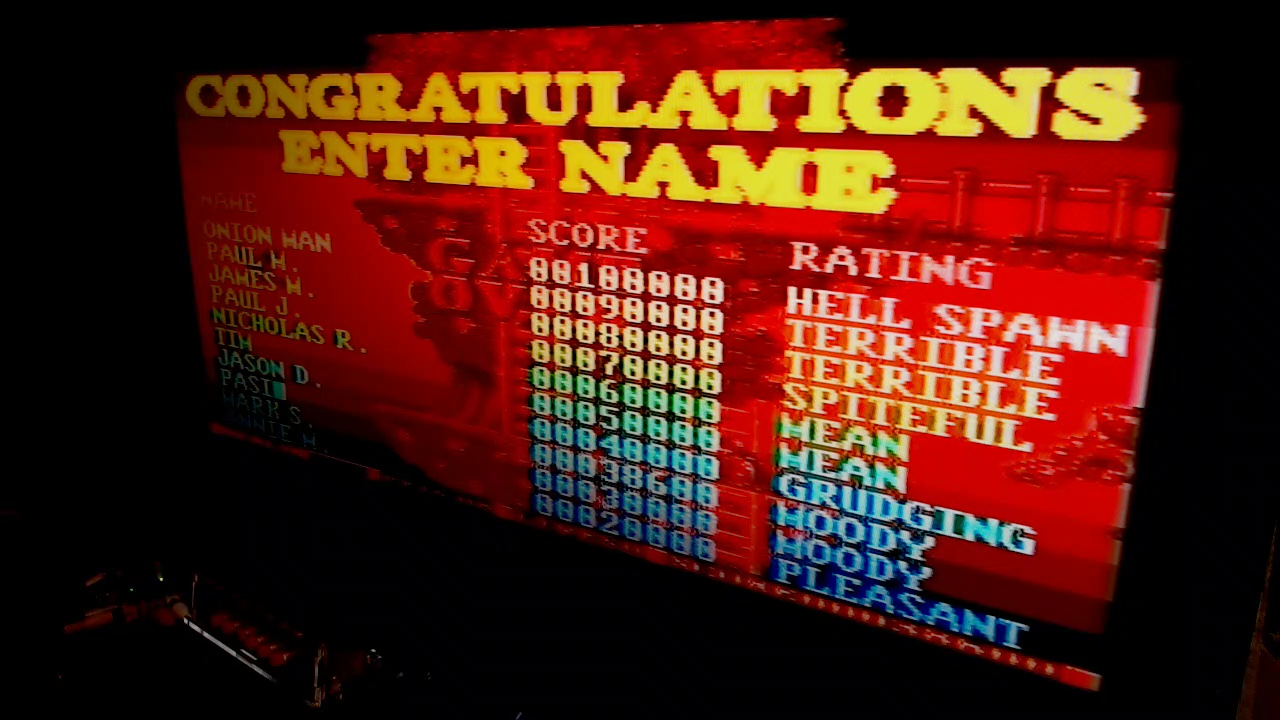 CONGRATULATIONS
ENTER NAME
NAME SCORE RATING
ONION MAN 00100000 HELL SPAWN
PAUL M. 00090000 TERRIBLE
JAMES M. 00080000 TERRIBLE
PAUL J. 00070000 SPITEFUL
NICHOLAS R. 00060000 MEAN
TIM 00050000 MEAN
JASON D. 00040000 GRUDGING
PAST 00038600 MOODY
MARK S. 00030000 MOODY
00020000 PLEASANT